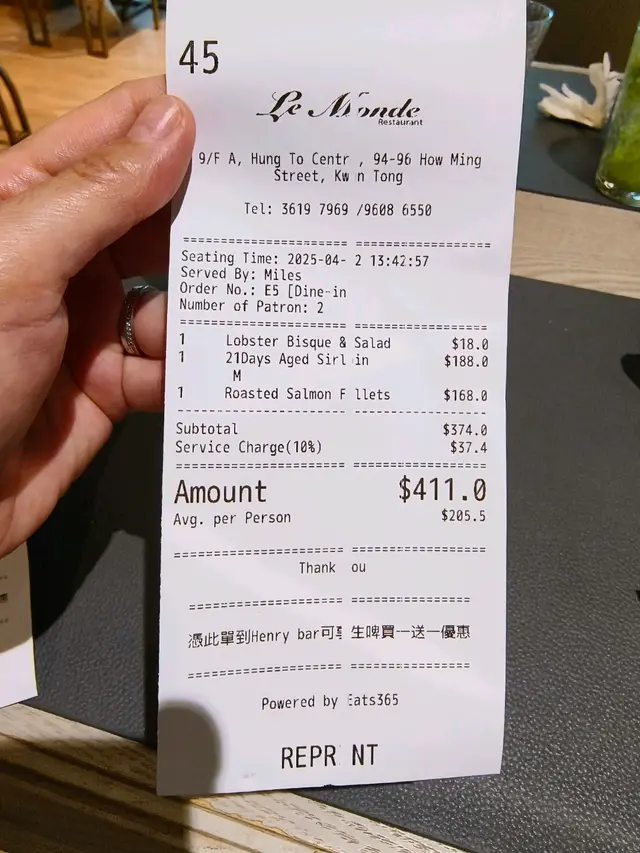 45
Le Monde
Restaurant
9/F A, Hung To Centr , 94-96 How Ming
Street, Kw n Tong
Tel: 3619 7969 /9608 6550
Seating Time: 2025-04- 2 13:42:57
Served By: Miles
Order No.: E5 [Dine-in
Number of Patron: 2
1 Lobster Bisque & Salad $18.0
1 21Days Aged Sirl in $188.0
M
1 Roasted Salmon F llets $168.0
Subtotal $374.0
Service Charge(10%) $37.4
Amount $411.0
Avg. per Person $205.5
Thank ou
憑此單到Henry bar可享 生啤買一送一優惠
Powered by Eats365
REPR NT